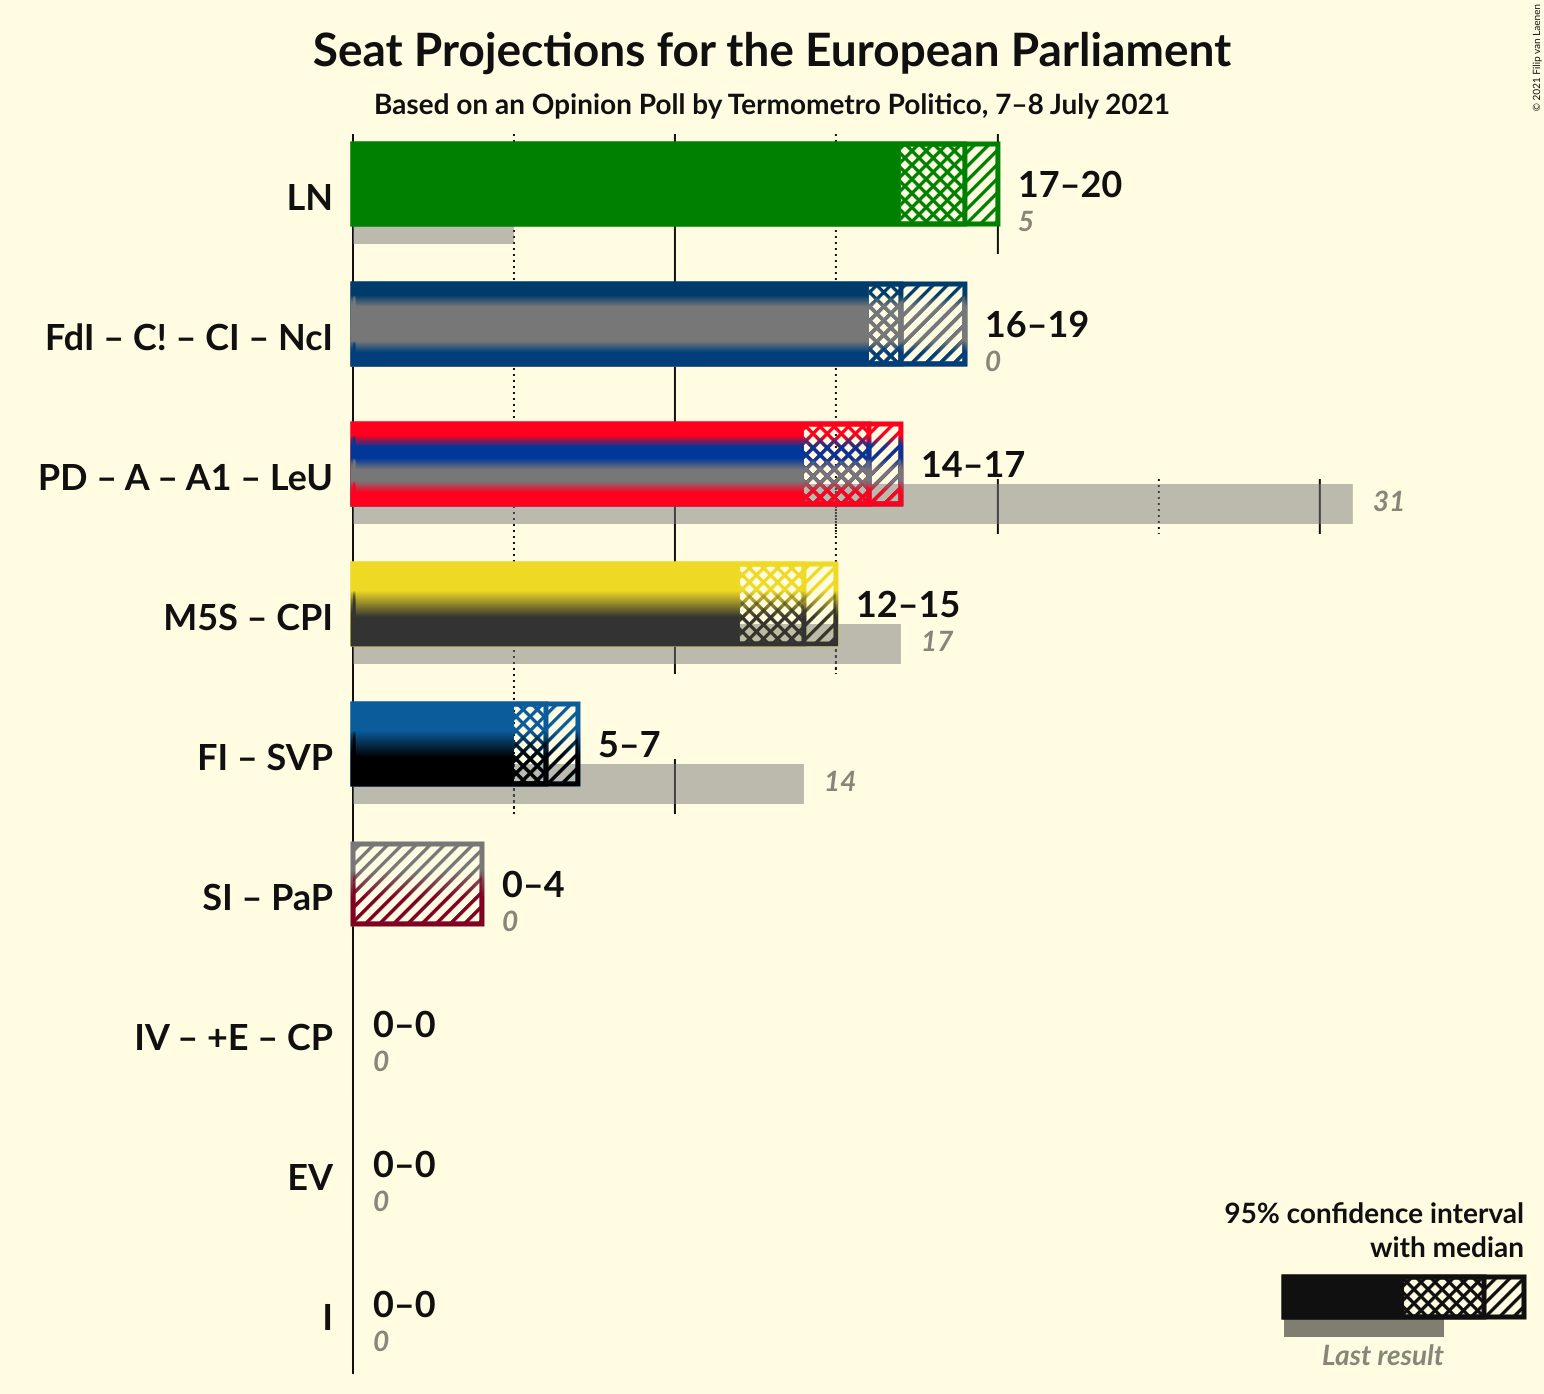 Seat Projections for the European Parliament
Based on an Opinion Poll by Termometro Politico, 7–8 July 2021
© 2021 Filip van Laenen
LN
17–20
5
FdI – C! – CI – NcI
16–19
0
PD – A – A1 – LeU
14–17
31
M5S – CPI
12–15
17
FI – SVP
5–7
14
SI – PaP
0–4
0
IV – +E – CP
0–0
0
EV
0–0
0
I
0–0
0
95% confidence interval
with median
Last result